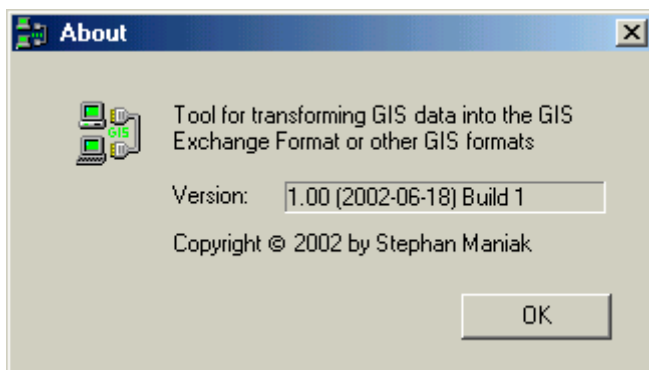 About
GIS
Tool for transforming GIS data into the GIS
Exchange Format or other GIS formats
Version: 1.00 (2002-06-18) Build 1
Copyright © 2002 by Stephan Maniak
OK